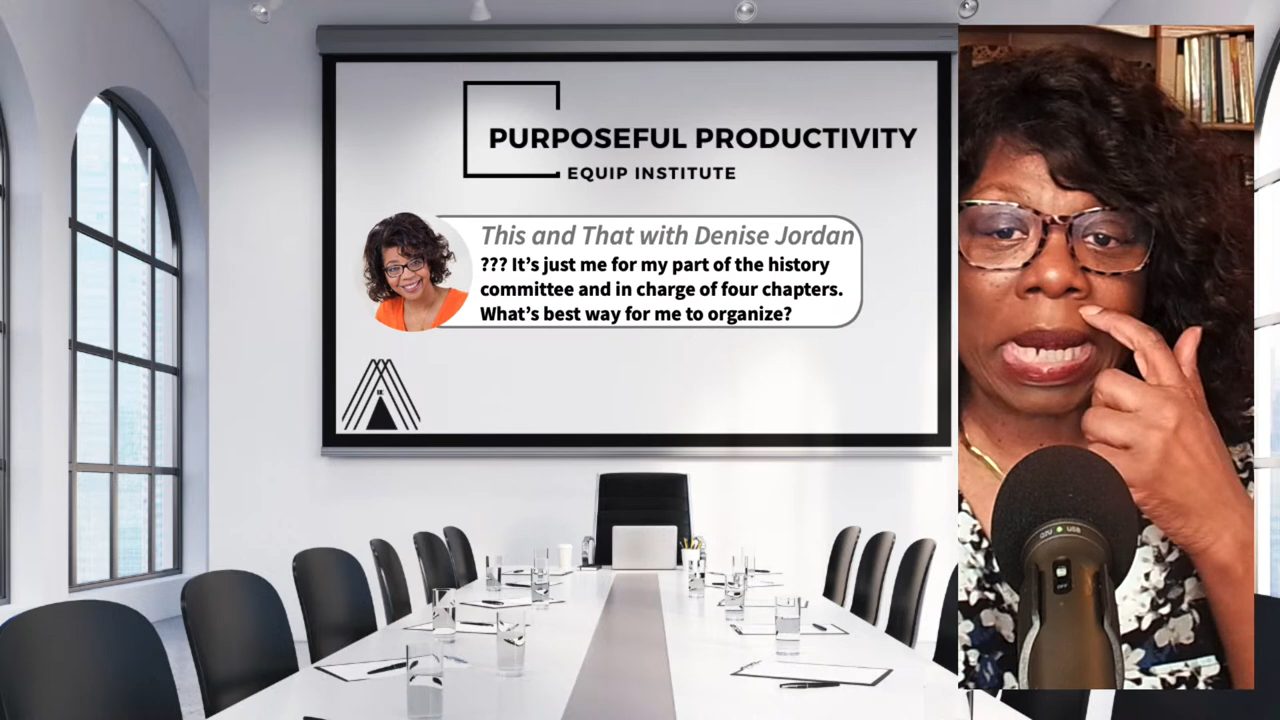 PURPOSEFUL PRODUCTIVITY
EQUIP INSTITUTE
This and That with Denise Jordan
??? It's just me for my part of the history
committee and in charge of four chapters.
What's best way for me to organize?